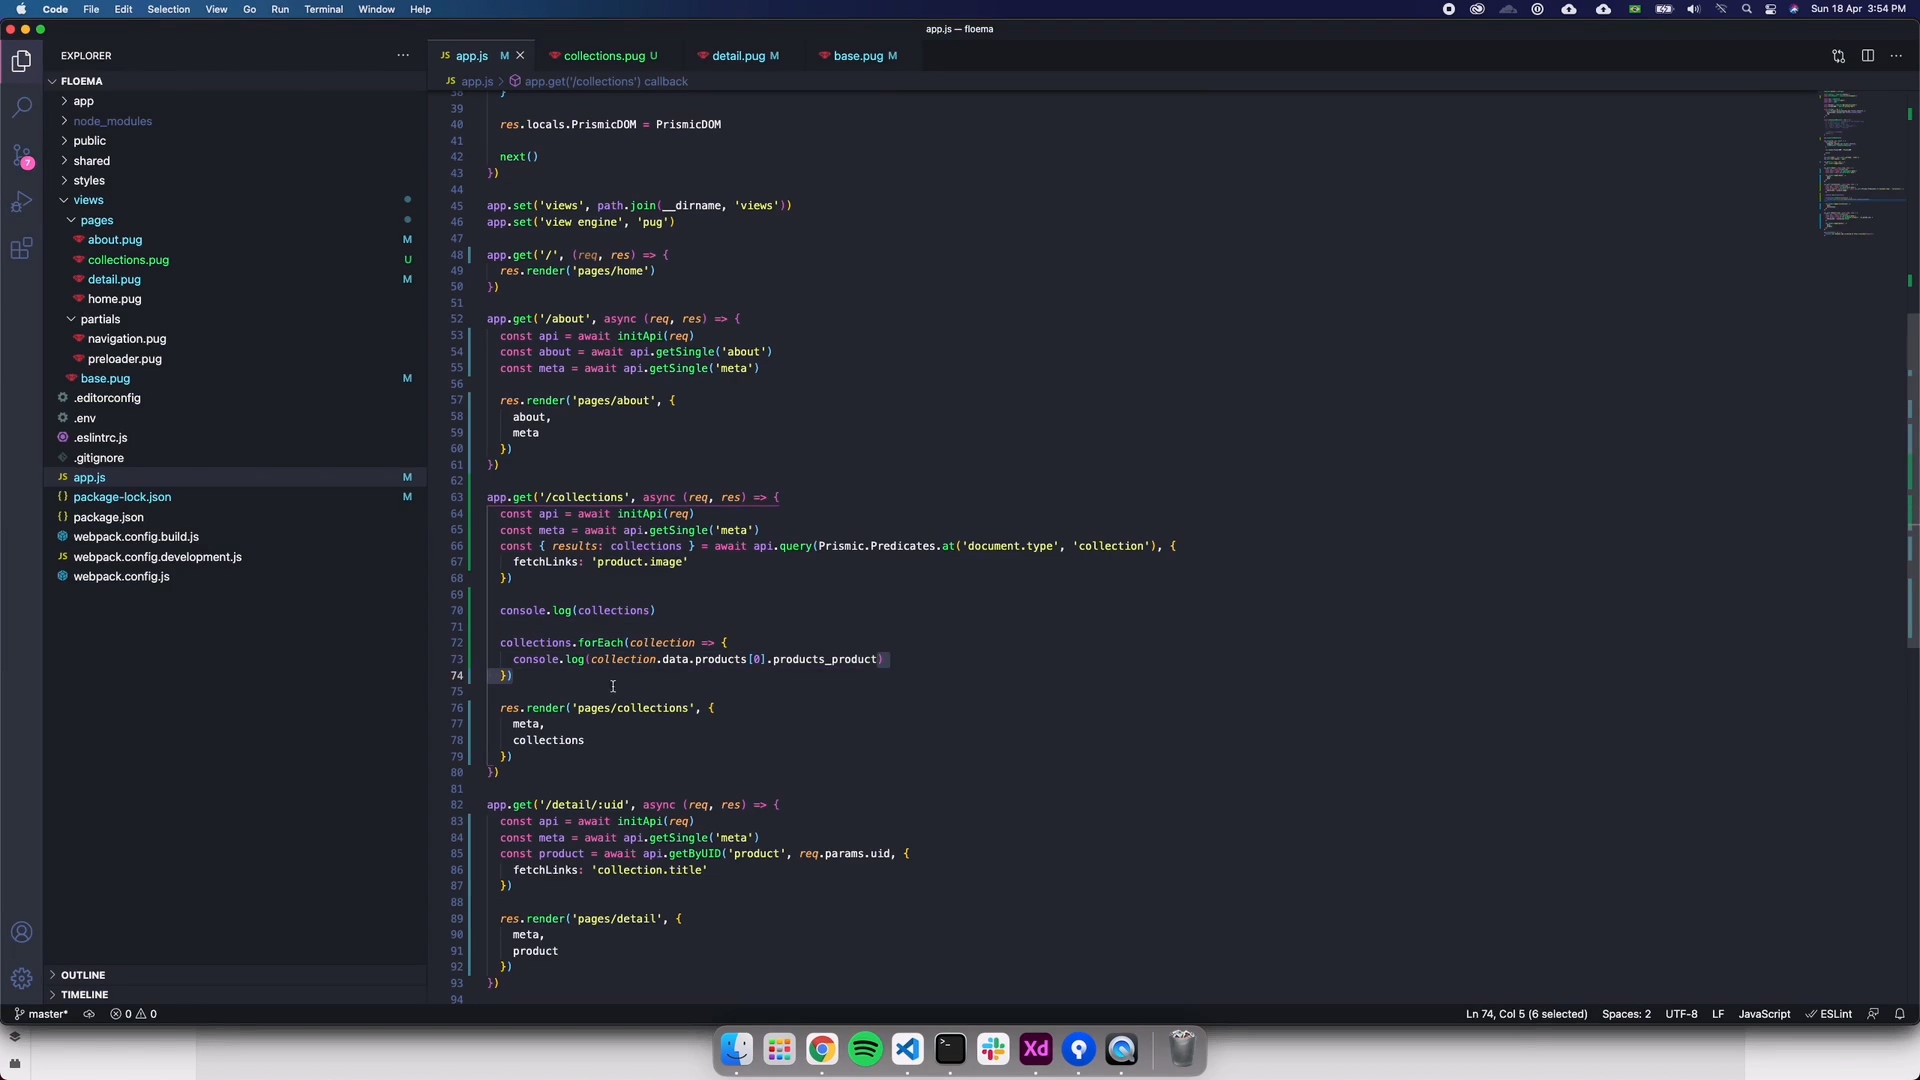 Code File Edit Selection View Go Run Terminal Window Help Sun 18 Apr 3:54 PM
app.js — floema
EXPLORER
FLOEMA
app
node_modules
public
shared
styles
views
pages
about.pug M
collections.pug U
detail.pug M
home.pug
partials
navigation.pug
preloader.pug
base.pug M
.editorconfig
.env
.eslintrc.js
.gitignore
JS app.js M
{} package-lock.json M
{} package.json
webpack.config.build.js
JS webpack.config.development.js
webpack.config.js
OUTLINE
TIMELINE
7
JS app.js M collections.pug U detail.pug M base.pug M
JS app.js > app.get('/collections') callback
38 }
39
40 res.locals.PrismicDOM = PrismicDOM
41
42 next()
43 })
44
45 app.set('views', path.join(__dirname, 'views'))
46 app.set('view engine', 'pug')
47
48 app.get('/', (req, res) => {
49 res.render('pages/home')
50 })
51
52 app.get('/about', async (req, res) => {
53 const api = await initApi(req)
54 const about = await api.getSingle('about')
55 const meta = await api.getSingle('meta')
56
57 res.render('pages/about', {
58 about,
59 meta
60 })
61 })
62
63 app.get('/collections', async (req, res) => {
64 const api = await initApi(req)
65 const meta = await api.getSingle('meta')
66 const { results: collections } = await api.query(Prismic.Predicates.at('document.type', 'collection'), {
67 fetchLinks: 'product.image'
68 })
69
70 console.log(collections)
71
72 collections.forEach(collection => {
73 console.log(collection.data.products[0].products_product)
74 })
75
76 res.render('pages/collections', {
77 meta,
78 collections
79 })
80 })
81
82 app.get('/detail/:uid', async (req, res) => {
83 const api = await initApi(req)
84 const meta = await api.getSingle('meta')
85 const product = await api.getByUID('product', req.params.uid, {
86 fetchLinks: 'collection.title'
87 })
88
89 res.render('pages/detail', {
90 meta,
91 product
92 })
93 })
94
master* 0 0 Ln 74, Col 5 (6 selected) Spaces: 2 UTF-8 LF JavaScript ESLint
Xd